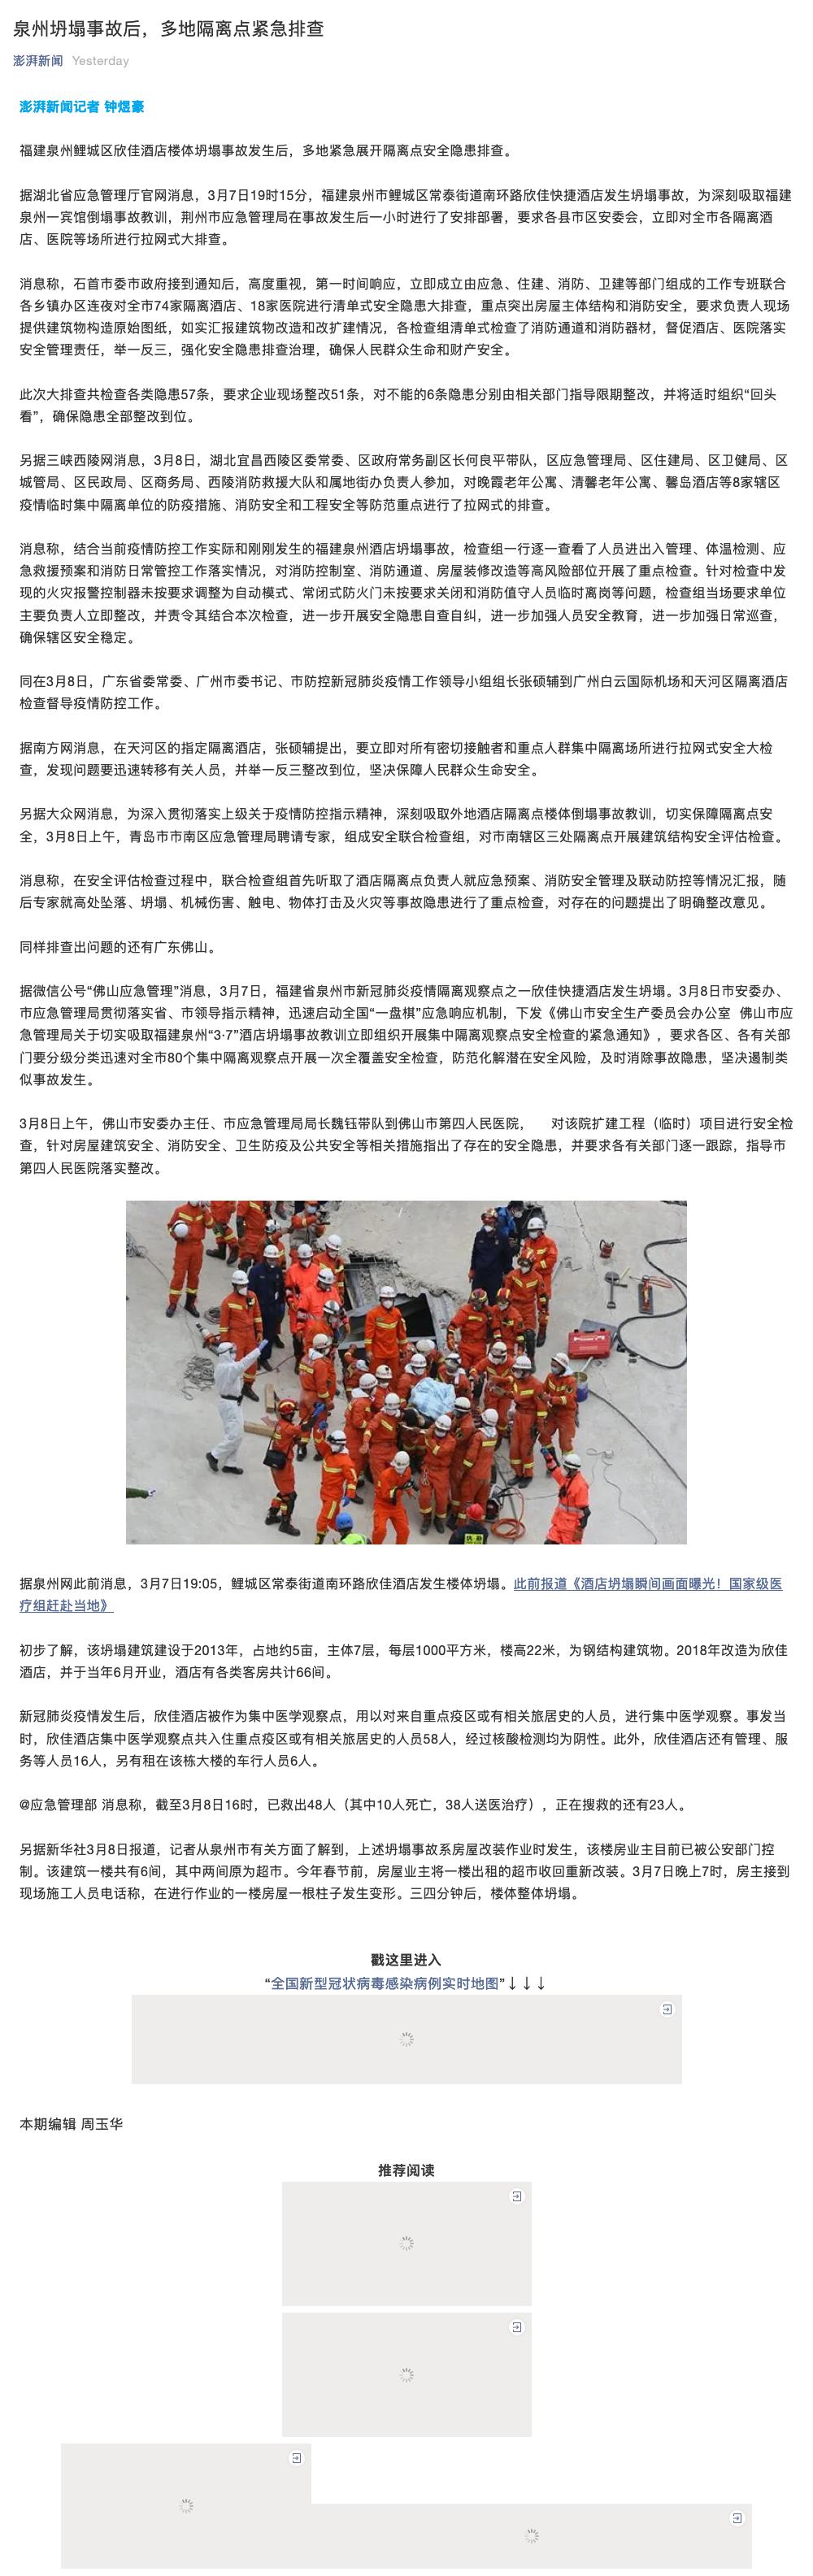 泉州坍塌事故后，多地隔离点紧急排查
澎湃新闻 Yesterday
澎湃新闻记者 钟煜豪
福建泉州鲤城区欣佳酒店楼体坍塌事故发生后，多地紧急展开隔离点安全隐患排查。
据湖北省应急管理厅官网消息，3月7日19时15分，福建泉州市鲤城区常泰街道南环路欣佳快捷酒店发生坍塌事故，为深刻吸取福建
泉州一宾馆倒塌事故教训，荆州市应急管理局在事故发生后一小时进行了安排部署，要求各县市区安委会，立即对全市各隔离酒
店、医院等场所进行拉网式大排查。
消息称，石首市委市政府接到通知后，高度重视，第一时间响应，立即成立由应急、住建、消防、卫建等部门组成的工作专班联合
各乡镇办区连夜对全市74家隔离酒店、18家医院进行清单式安全隐患大排查，重点突出房屋主体结构和消防安全，要求负责人现场
提供建筑物构造原始图纸，如实汇报建筑物改造和改扩建情况，各检查组清单式检查了消防通道和消防器材，督促酒店、医院落实
安全管理责任，举一反三，强化安全隐患排查治理，确保人民群众生命和财产安全。
此次大排查共检查各类隐患57条，要求企业现场整改51条，对不能的6条隐患分别由相关部门指导限期整改，并将适时组织“回头
看”，确保隐患全部整改到位。
另据三峡西陵网消息，3月8日，湖北宜昌西陵区委常委、区政府常务副区长何良平带队，区应急管理局、区住建局、区卫健局、区
城管局、区民政局、区商务局、西陵消防救援大队和属地街办负责人参加，对晚霞老年公寓、清馨老年公寓、馨岛酒店等8家辖区
疫情临时集中隔离单位的防疫措施、消防安全和工程安全等防范重点进行了拉网式的排查。
消息称，结合当前疫情防控工作实际和刚刚发生的福建泉州酒店坍塌事故，检查组一行逐一查看了人员进出入管理、体温检测、应
急救援预案和消防日常管控工作落实情况，对消防控制室、消防通道、房屋装修改造等高风险部位开展了重点检查。针对检查中发
现的火灾报警控制器未按要求调整为自动模式、常闭式防火门未按要求关闭和消防值守人员临时离岗等问题，检查组当场要求单位
主要负责人立即整改，并责令其结合本次检查，进一步开展安全隐患自查自纠，进一步加强人员安全教育，进一步加强日常巡查，
确保辖区安全稳定。
同在3月8日，广东省委常委、广州市委书记、市防控新冠肺炎疫情工作领导小组组长张硕辅到广州白云国际机场和天河区隔离酒店
检查督导疫情防控工作。
据南方网消息，在天河区的指定隔离酒店，张硕辅提出，要立即对所有密切接触者和重点人群集中隔离场所进行拉网式安全大检
查，发现问题要迅速转移有关人员，并举一反三整改到位，坚决保障人民群众生命安全。
另据大众网消息，为深入贯彻落实上级关于疫情防控指示精神，深刻吸取外地酒店隔离点楼体倒塌事故教训，切实保障隔离点安
全，3月8日上午，青岛市市南区应急管理局聘请专家，组成安全联合检查组，对市南辖区三处隔离点开展建筑结构安全评估检查。
消息称，在安全评估检查过程中，联合检查组首先听取了酒店隔离点负责人就应急预案、消防安全管理及联动防控等情况汇报，随
后专家就高处坠落、坍塌、机械伤害、触电、物体打击及火灾等事故隐患进行了重点检查，对存在的问题提出了明确整改意见。
同样排查出问题的还有广东佛山。
据微信公号“佛山应急管理”消息，3月7日，福建省泉州市新冠肺炎疫情隔离观察点之一欣佳快捷酒店发生坍塌。3月8日市安委办、
市应急管理局贯彻落实省、市领导指示精神，迅速启动全国“一盘棋”应急响应机制，下发《佛山市安全生产委员会办公室 佛山市应
急管理局关于切实吸取福建泉州“3·7”酒店坍塌事故教训立即组织开展集中隔离观察点安全检查的紧急通知》，要求各区、各有关部
门要分级分类迅速对全市80个集中隔离观察点开展一次全覆盖安全检查，防范化解潜在安全风险，及时消除事故隐患，坚决遏制类
似事故发生。
3月8日上午，佛山市安委办主任、市应急管理局局长魏钰带队到佛山市第四人民医院， 对该院扩建工程（临时）项目进行安全检
查，针对房屋建筑安全、消防安全、卫生防疫及公共安全等相关措施指出了存在的安全隐患，并要求各有关部门逐一跟踪，指导市
第四人民医院落实整改。
据泉州网此前消息，3月7日19:05，鲤城区常泰街道南环路欣佳酒店发生楼体坍塌。此前报道《酒店坍塌瞬间画面曝光！国家级医
疗组赶赴当地》
初步了解，该坍塌建筑建设于2013年，占地约5亩，主体7层，每层1000平方米，楼高22米，为钢结构建筑物。2018年改造为欣佳
酒店，并于当年6月开业，酒店有各类客房共计66间。
新冠肺炎疫情发生后，欣佳酒店被作为集中医学观察点，用以对来自重点疫区或有相关旅居史的人员，进行集中医学观察。事发当
时，欣佳酒店集中医学观察点共入住重点疫区或有相关旅居史的人员58人，经过核酸检测均为阴性。此外，欣佳酒店还有管理、服
务等人员16人，另有租在该栋大楼的车行人员6人。
@应急管理部 消息称，截至3月8日16时，已救出48人（其中10人死亡，38人送医治疗），正在搜救的还有23人。
另据新华社3月8日报道，记者从泉州市有关方面了解到，上述坍塌事故系房屋改装作业时发生，该楼房业主目前已被公安部门控
制。该建筑一楼共有6间，其中两间原为超市。今年春节前，房屋业主将一楼出租的超市收回重新改装。3月7日晚上7时，房主接到
现场施工人员电话称，在进行作业的一楼房屋一根柱子发生变形。三四分钟后，楼体整体坍塌。
戳这里进入
“全国新型冠状病毒感染病例实时地图”↓↓↓
本期编辑 周玉华
推荐阅读